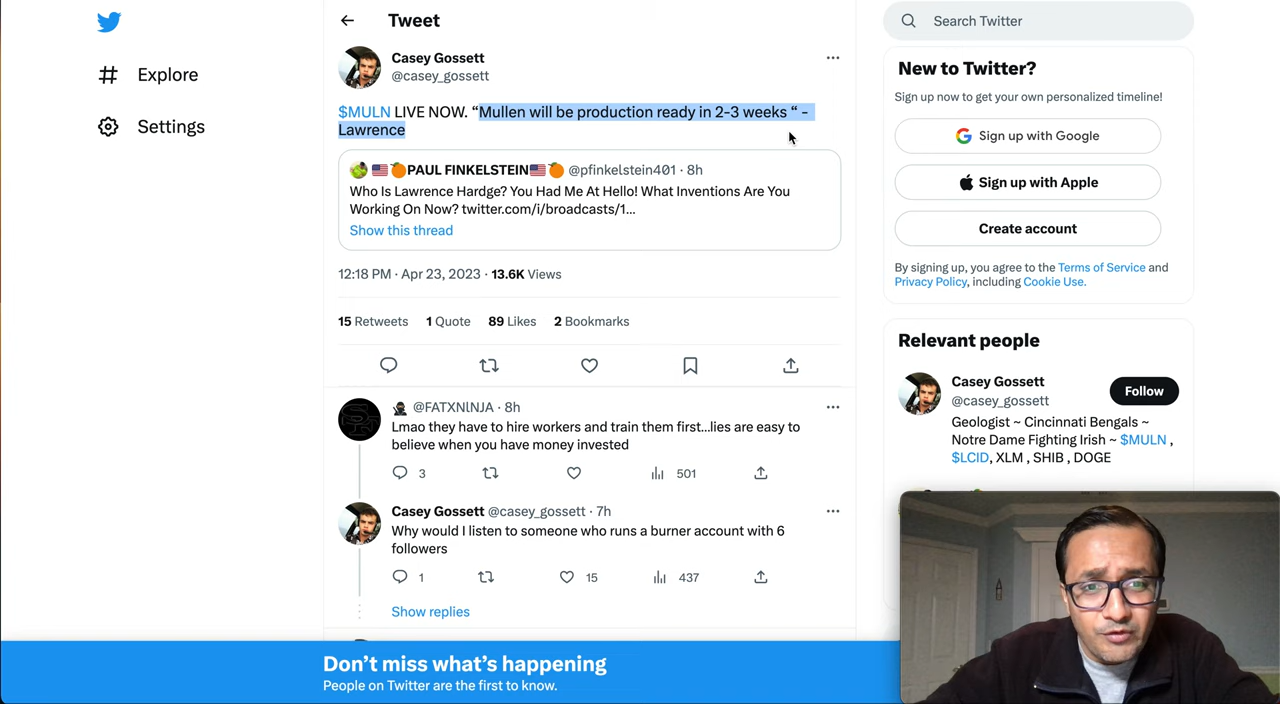 Tweet
Casey Gossett
@casey_gossett
$MULN LIVE NOW. “Mullen will be production ready in 2-3 weeks “ -
Lawrence
PAUL FINKELSTEIN @pfinkelstein401 · 8h
Who Is Lawrence Hardge? You Had Me At Hello! What Inventions Are You
Working On Now? twitter.com/i/broadcasts/1…
Show this thread
12:18 PM · Apr 23, 2023 · 13.6K Views
15 Retweets 1 Quote 89 Likes 2 Bookmarks
@FATXNlNJA · 8h
Lmao they have to hire workers and train them first...lies are easy to
believe when you have money invested
3 501
Casey Gossett @casey_gossett · 7h
Why would I listen to someone who runs a burner account with 6
followers
1 15 437
Show replies
Explore
Settings
Search Twitter
New to Twitter?
Sign up now to get your own personalized timeline!
Sign up with Google
Sign up with Apple
Create account
By signing up, you agree to the Terms of Service and
Privacy Policy, including Cookie Use.
Relevant people
Casey Gossett
@casey_gossett
Follow
Geologist ~ Cincinnati Bengals ~
Notre Dame Fighting Irish ~ $MULN ,
$LCID, XLM , SHIB , DOGE
Don’t miss what’s happening
People on Twitter are the first to know.